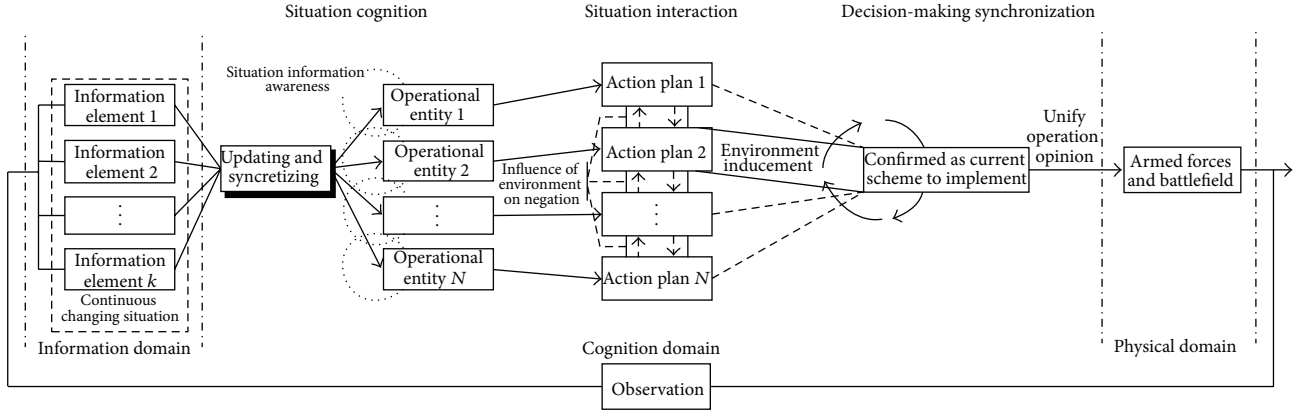 Situation cognition
Situation interaction
Decision-making synchronization
Information
element 1
Information
element 2
⋮
Information
element k
Continuous
changing situation
Information domain
Situation information
awareness
Updating and
syncretizing
Operational
entity 1
Operational
entity 2
⋮
Operational
entity N
Influence of
environment
on negation
Action plan 1
Action plan 2
⋮
Action plan N
Environment
inducement
Confirmed as current
scheme to implement
Unify
operation
opinion
Armed forces
and battlefield
Cognition domain
Physical domain
Observation